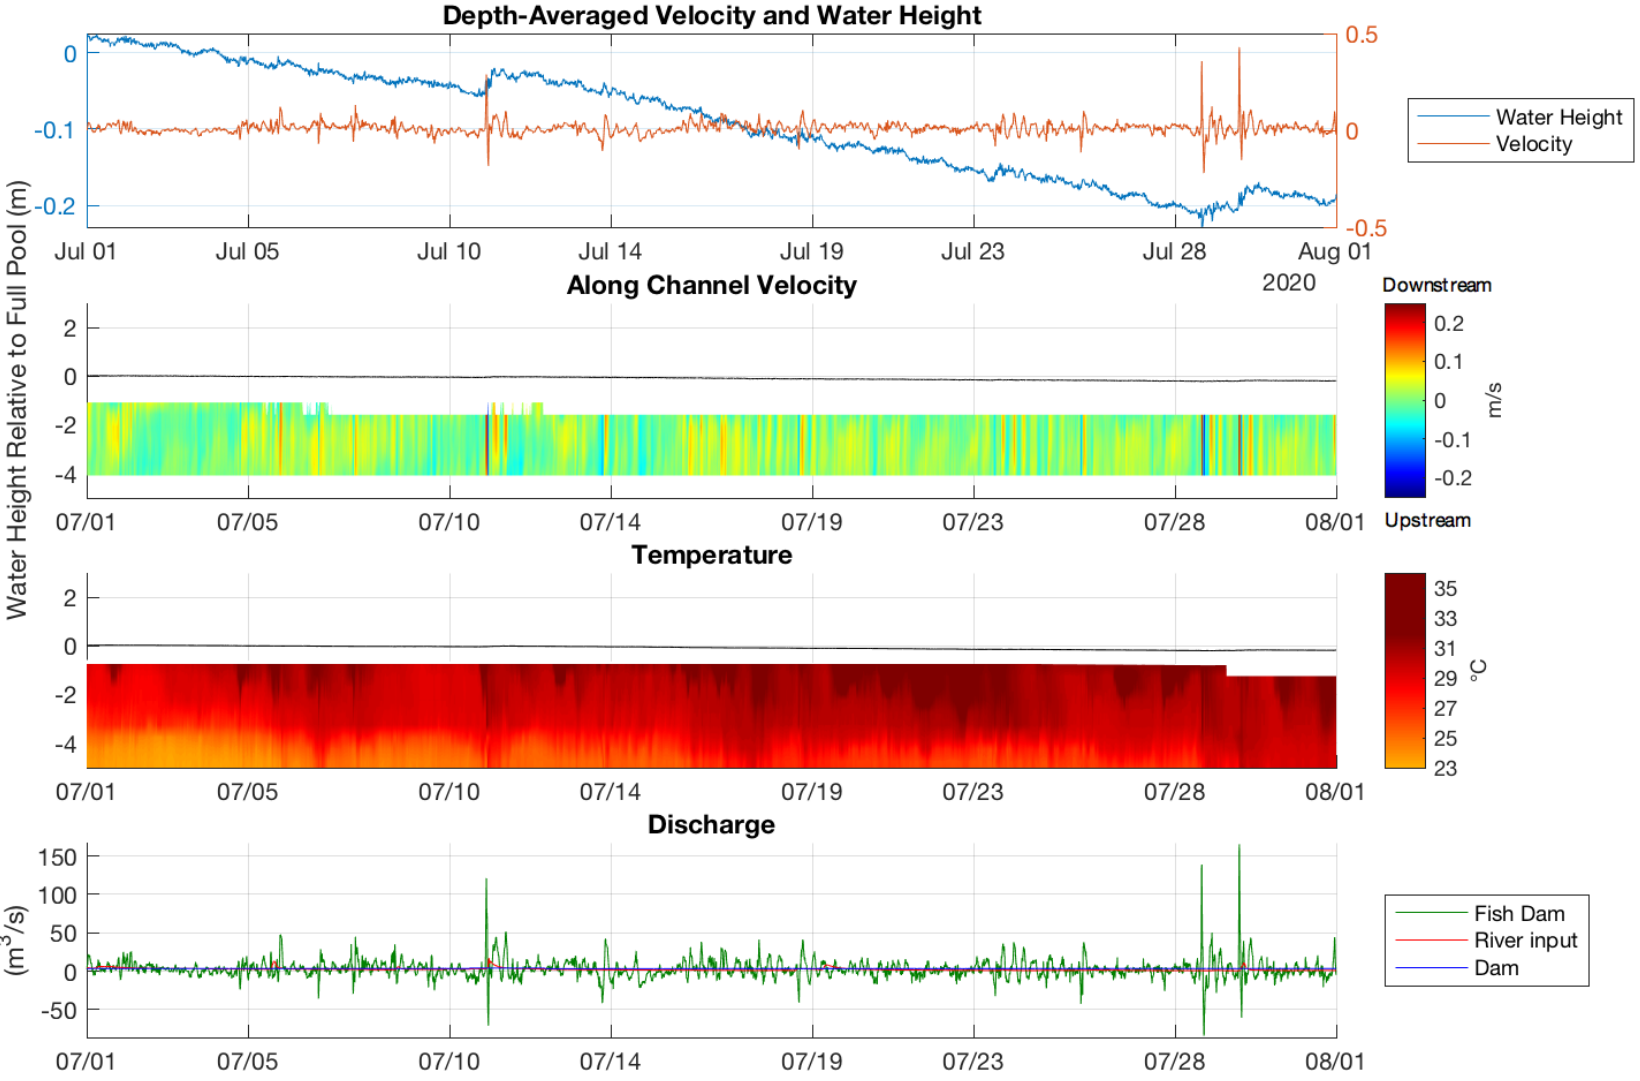 Depth-Averaged Velocity and Water Height
0
-0.1
-0.2
0.5
0
-0.5
Jul 01 Jul 05 Jul 10 Jul 14 Jul 19 Jul 23 Jul 28 Aug 01
2020
Water Height
Velocity
Water Height Relative to Full Pool (m)
Along Channel Velocity
2
0
-2
-4
07/01 07/05 07/10 07/14 07/19 07/23 07/28 08/01
Downstream
0.2
0.1
0
-0.1
-0.2
m/s
Upstream
Temperature
2
0
-2
-4
07/01 07/05 07/10 07/14 07/19 07/23 07/28 08/01
35
33
31
29
27
25
23
°C
Discharge
(m³/s)
150
100
50
0
-50
07/01 07/05 07/10 07/14 07/19 07/23 07/28 08/01
Fish Dam
River input
Dam